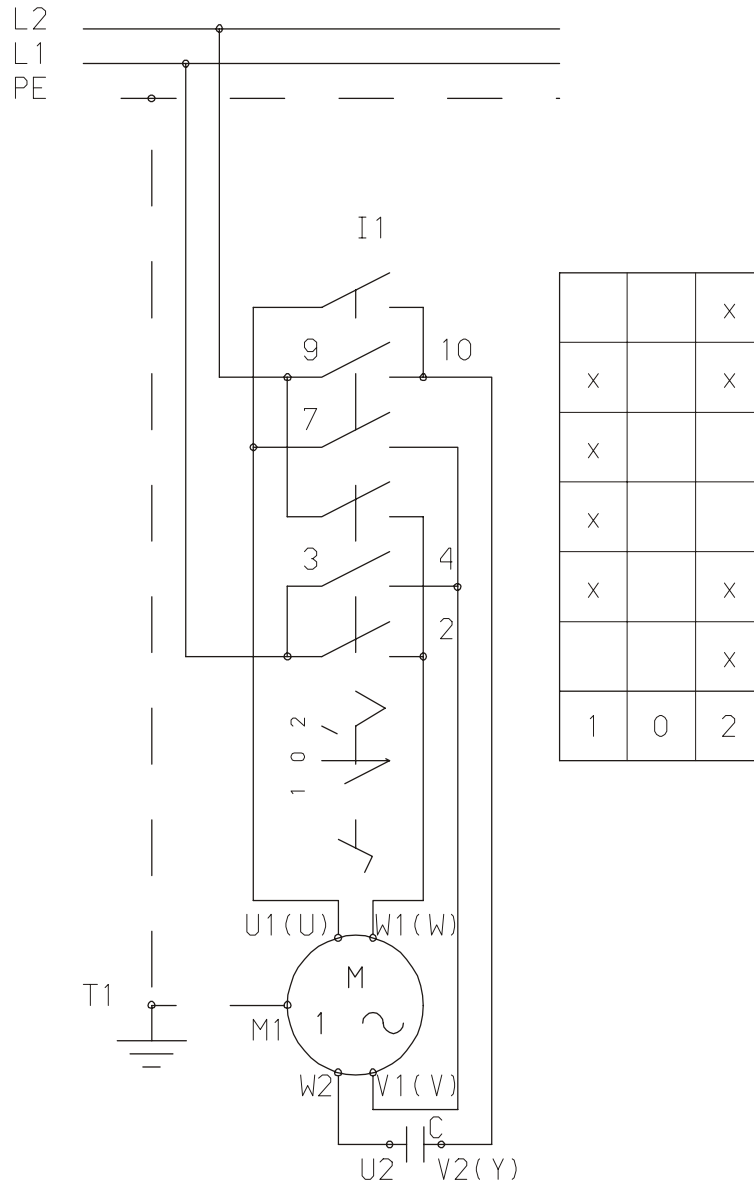 L2
L1
PE
I1
x
9 10
x x
7
x
x
3 4
x x
2
x
1 0 2
1 0 2
U1(U) W1(W)
M
T1
M1 1
W2 V1(V)
C
U2 V2(Y)